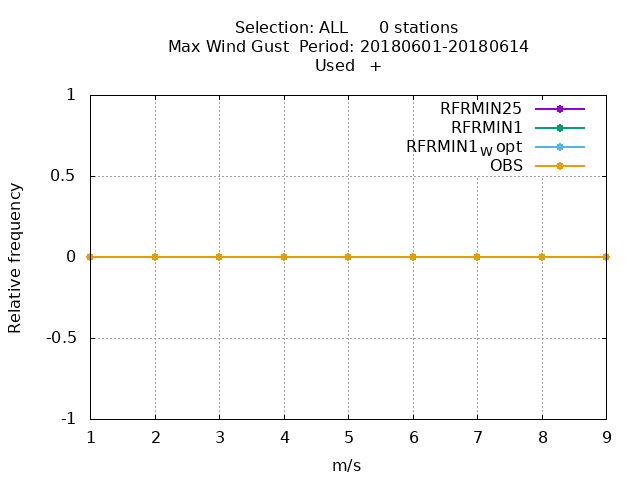 Selection: ALL      0 stations
Max Wind Gust  Period: 20180601-20180614
Used   +
RFRMIN25
RFRMIN1
RFRMIN1_W opt
OBS
1
0.5
0
-0.5
-1
Relative frequency
1 2 3 4 5 6 7 8 9
m/s